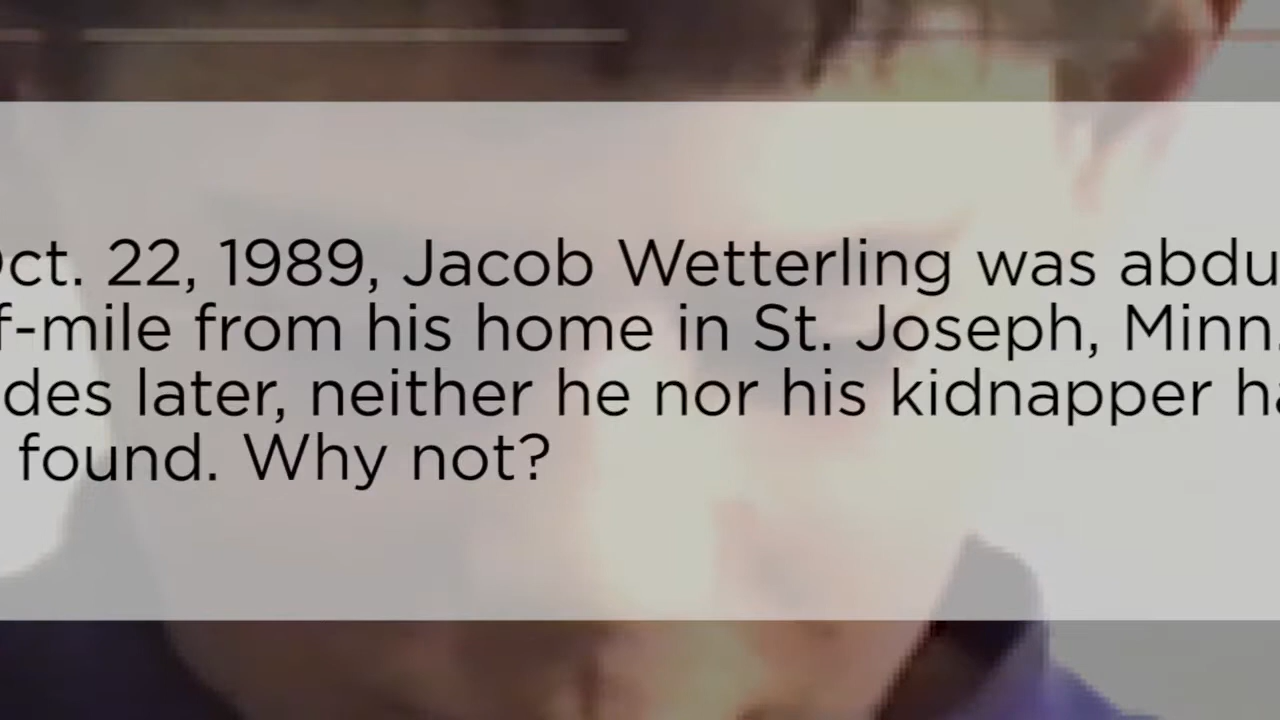 Oct. 22, 1989, Jacob Wetterling was abdu
f-mile from his home in St. Joseph, Minn.
des later, neither he nor his kidnapper ha
found. Why not?